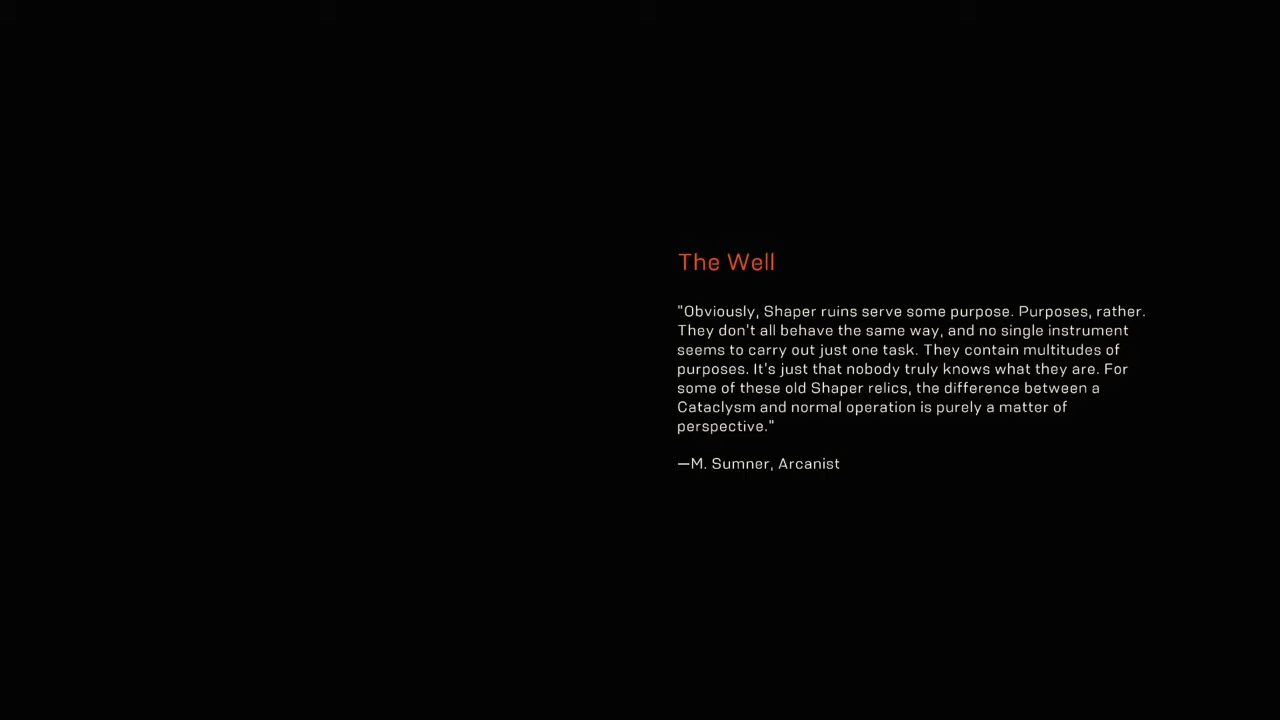 The Well
"Obviously, Shaper ruins serve some purpose. Purposes, rather.
They don't all behave the same way, and no single instrument
seems to carry out just one task. They contain multitudes of
purposes. It's just that nobody truly knows what they are. For
some of these old Shaper relics, the difference between a
Cataclysm and normal operation is purely a matter of
perspective."
—M. Sumner, Arcanist